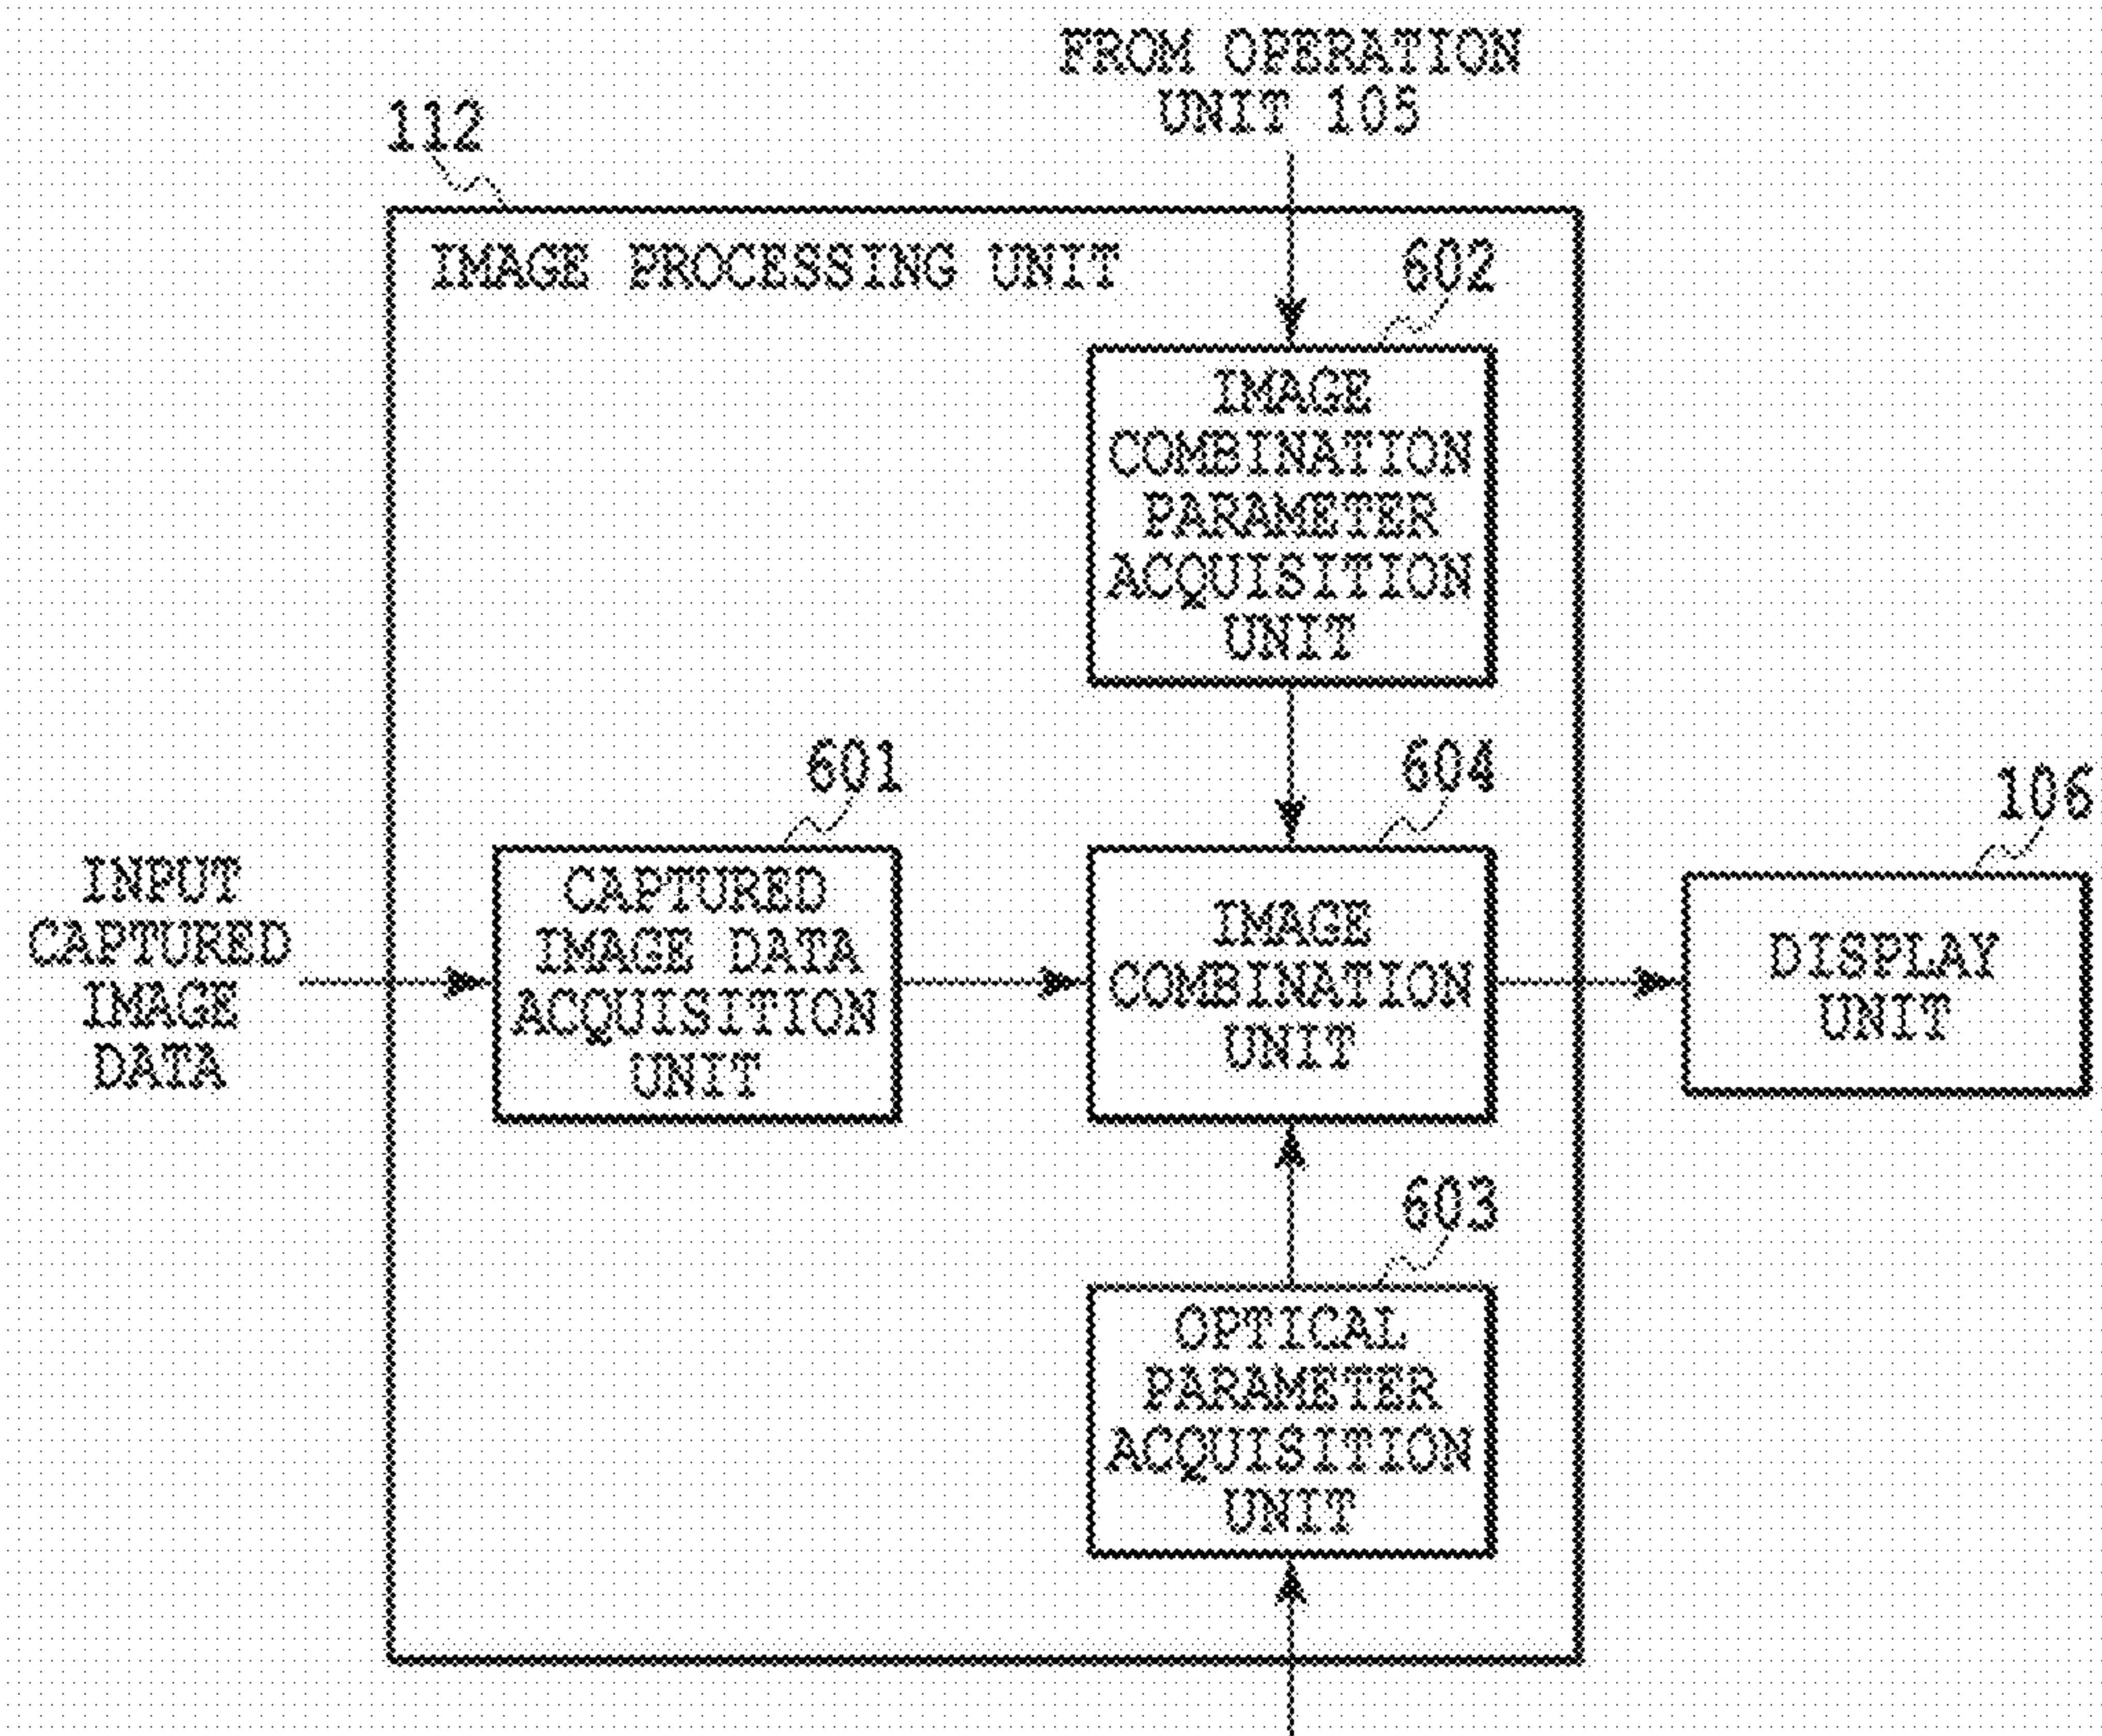 FROM OPERATION
UNIT 105
112
IMAGE PROCESSING UNIT
602
IMAGE
COMBINATION
PARAMETER
ACQUISITION
UNIT
601
604
106
INPUT
CAPTURED
IMAGE
DATA
CAPTURED
IMAGE DATA
ACQUISITION
UNIT
IMAGE
COMBINATION
UNIT
DISPLAY
UNIT
603
OPTICAL
PARAMETER
ACQUISITION
UNIT